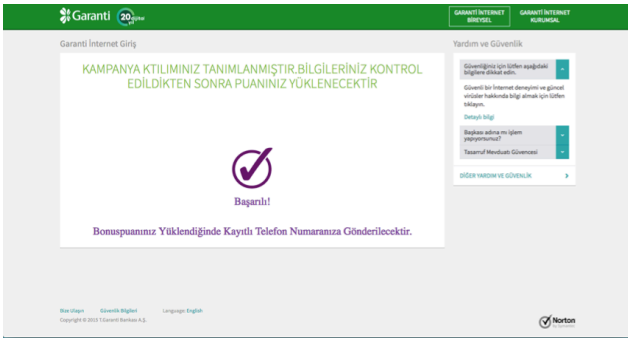 Garanti
20
GARANTİ İNTERNET
BİREYSEL
GARANTİ İNTERNET
KURUMSAL
Garanti İnternet Giriş
KAMPANYA KTILIMINIZ TANIMLANMIŞTIR.BİLGİLERİNİZ KONTROL
EDİLDİKTEN SONRA PUANINIZ YÜKLENECEKTİR
Başarılı!
Bonuspuanınız Yüklendiğinde Kayıtlı Telefon Numaranıza Gönderilecektir.
Yardım ve Güvenlik
Güvenliğiniz için lütfen aşağıdaki
bilgilere dikkat edin.
Güvenli bir İnternet deneyimi ve güncel
virüsler hakkında bilgi almak için lütfen
tıklayın.
Detaylı bilgi
Başkası adına mı işlem
yapıyorsunuz?
Tasarruf Mevduatı Güvencesi
DİĞER YARDIM VE GÜVENLİK
Bize Ulaşın
Güvenlik Bilgileri
Language: English
Copyright © 2015 T.Garanti Bankası A.Ş.
Norton